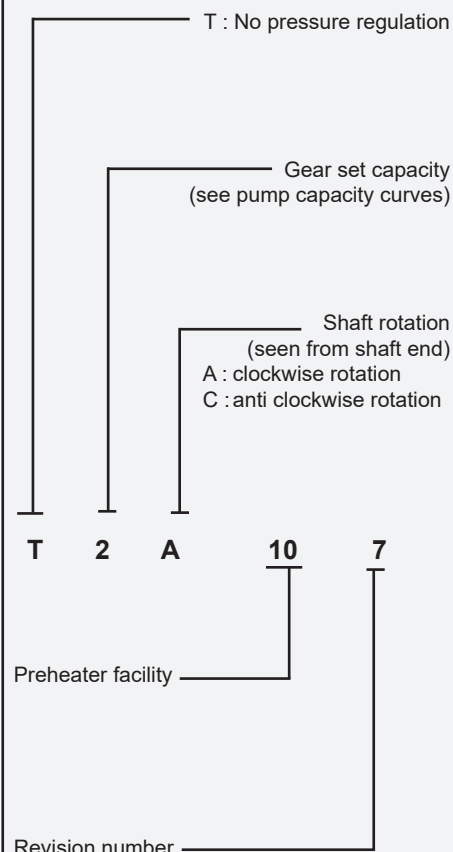 T : No pressure regulation
Gear set capacity
(see pump capacity curves)
Shaft rotation
(seen from shaft end)
A : clockwise rotation
C : anti clockwise rotation
T 2 A 10 7
Preheater facility
Revision number